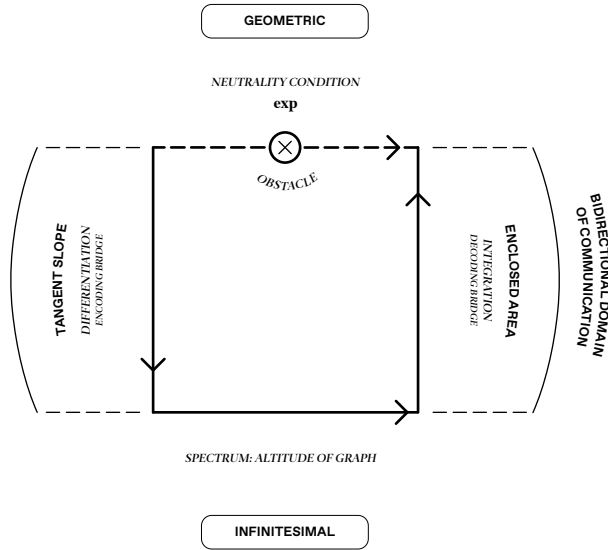 GEOMETRIC
NEUTRALITY CONDITION
exp
OBSTACLE
TANGENT SLOPE
DIFFERENTIATION
ENCODING BRIDGE
ENCLOSED AREA
INTEGRATION
DECODING BRIDGE
BIDIRECTIONAL DOMAIN
OF COMMUNICATION
SPECTRUM: ALTITUDE OF GRAPH
INFINITESIMAL